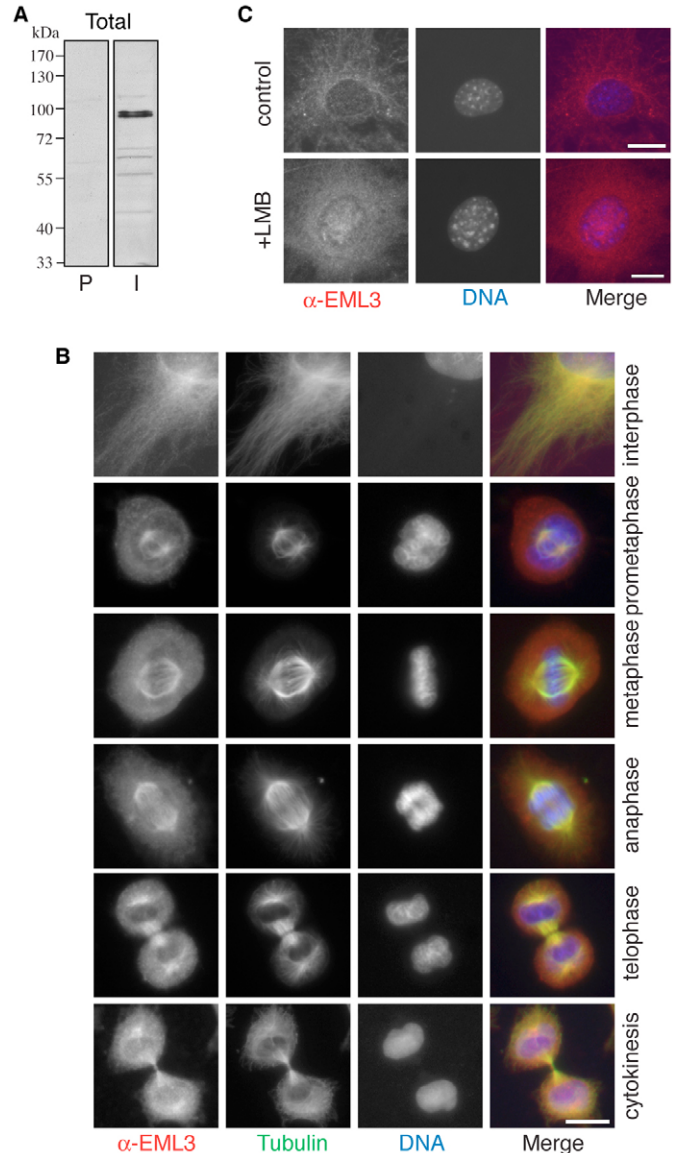 A
Total
kDa
170
130
100
72
55
40
33
P
I
C
control
+LMB
α-EML3
DNA
Merge
B
interphase
prometaphase
metaphase
anaphase
telophase
cytokinesis
α-EML3
Tubulin
DNA
Merge